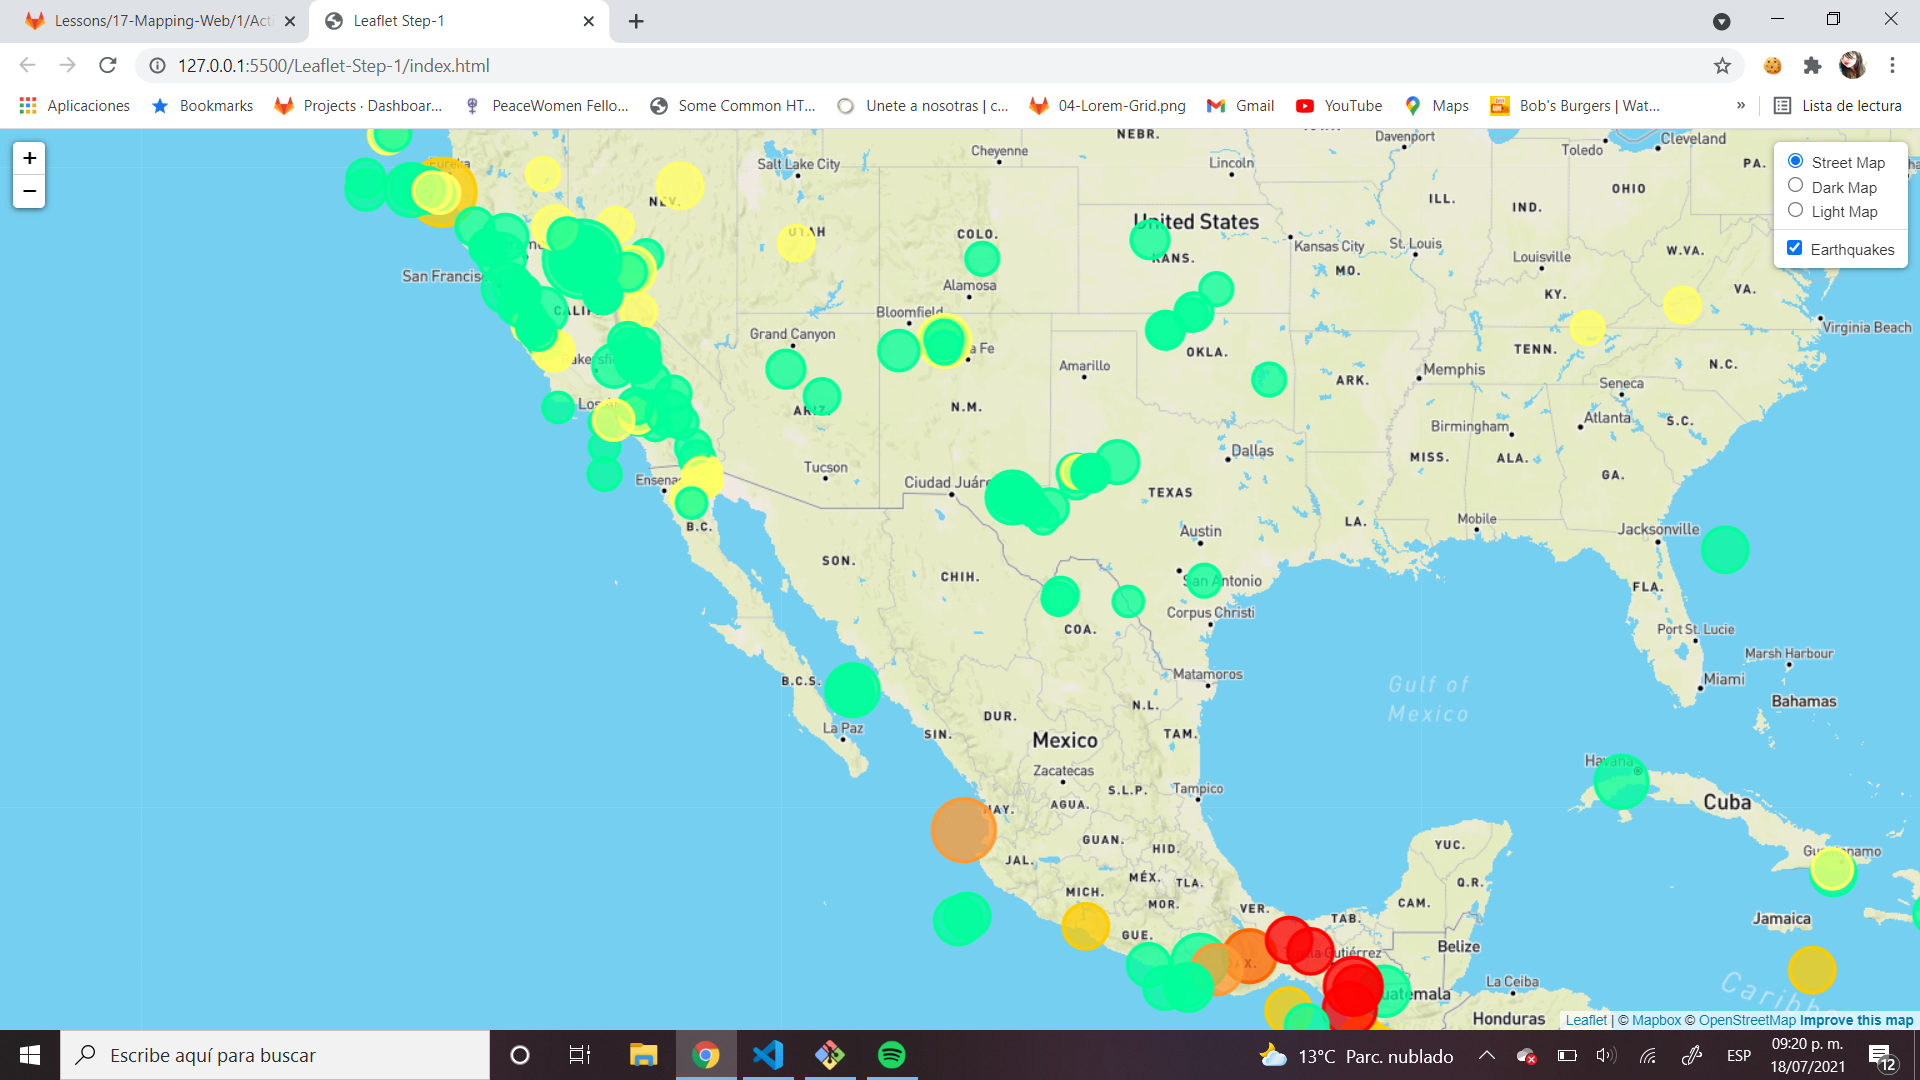 Lessons/17-Mapping-Web/1/Act
Leaflet Step-1
127.0.0.1:5500/Leaflet-Step-1/index.html
Aplicaciones
Bookmarks
Projects · Dashboar...
PeaceWomen Fello...
Some Common HT...
Unete a nosotras | c...
04-Lorem-Grid.png
Gmail
YouTube
Maps
Bob's Burgers | Wat...
»
Lista de lectura
+
−
Street Map
Dark Map
Light Map
Earthquakes
NEBR.
Davenport
Cleveland
Toledo
Cheyenne
Lincoln
Salt Lake City
Eureka
PA.
OHIO
ILL.
IND.
NEV.
UTAH
COLO.
United States
Kansas City
St. Louis
KANS.
MO.
Louisville
W.VA.
VA.
KY.
San Francisc
CALIF
Alamosa
Bloomfield
Grand Canyon
a Fe
Virginia Beach
OKLA.
TENN.
N.C.
Amarillo
Memphis
ARK.
Seneca
Atlanta
S.C.
Bakersfi
Los A
ARIZ.
N.M.
Birmingham
MISS.
ALA.
GA.
Dallas
Tucson
Ensena
Ciudad Juár
TEXAS
B.C.
Austin
LA.
Mobile
Jacksonville
SON.
CHIH.
San Antonio
FLA.
Corpus Christi
COA.
Port St. Lucie
Marsh Harbour
Miami
Bahamas
Matamoros
Gulf of
Mexico
B.C.S.
La Paz
DUR.
N.L.
SIN.
Mexico
TAM.
Havana
Zacatecas
S.L.P.
Tampico
AGUA.
Cuba
NAY.
GUAN.
HID.
YUC.
JAL.
Gu
namo
MICH.
MÉX.
TLA.
Q.R.
MOR.
VER.
TAB.
CAM.
Jamaica
GUE.
Belize
Gutiérrez
X.
uatemala
La Ceiba
Honduras
Caribb
Leaflet | © Mapbox © OpenStreetMap Improve this map
Escribe aquí para buscar
13°C Parc. nublado
ESP
09:20 p. m.
18/07/2021
12